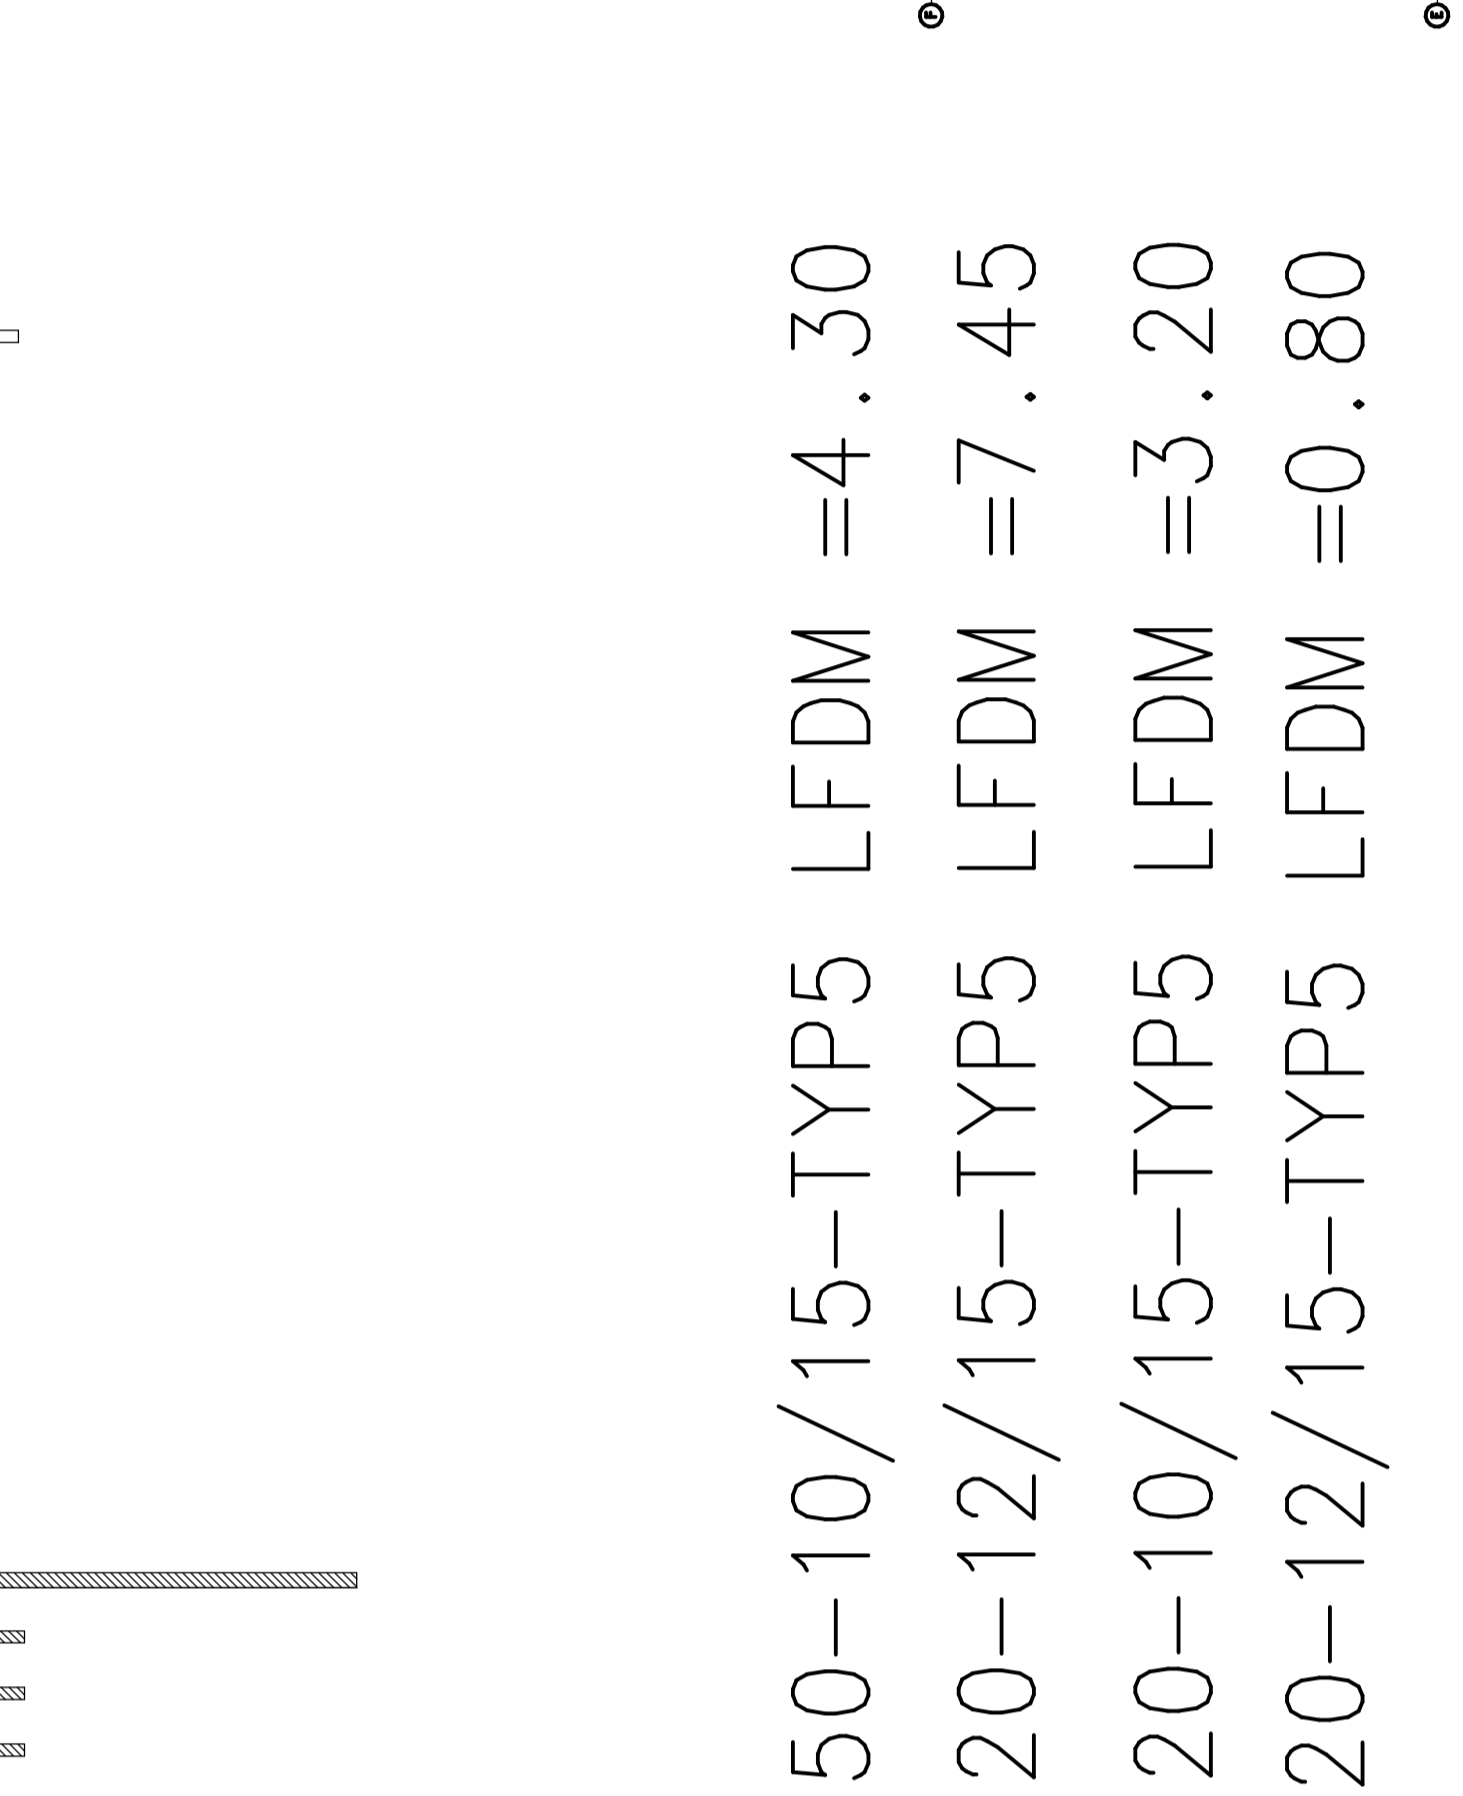 F
E
50-10/15-TYP5 LFDM =4.30
20-12/15-TYP5 LFDM =7.45
20-10/15-TYP5 LFDM =3.20
20-12/15-TYP5 LFDM =0.80